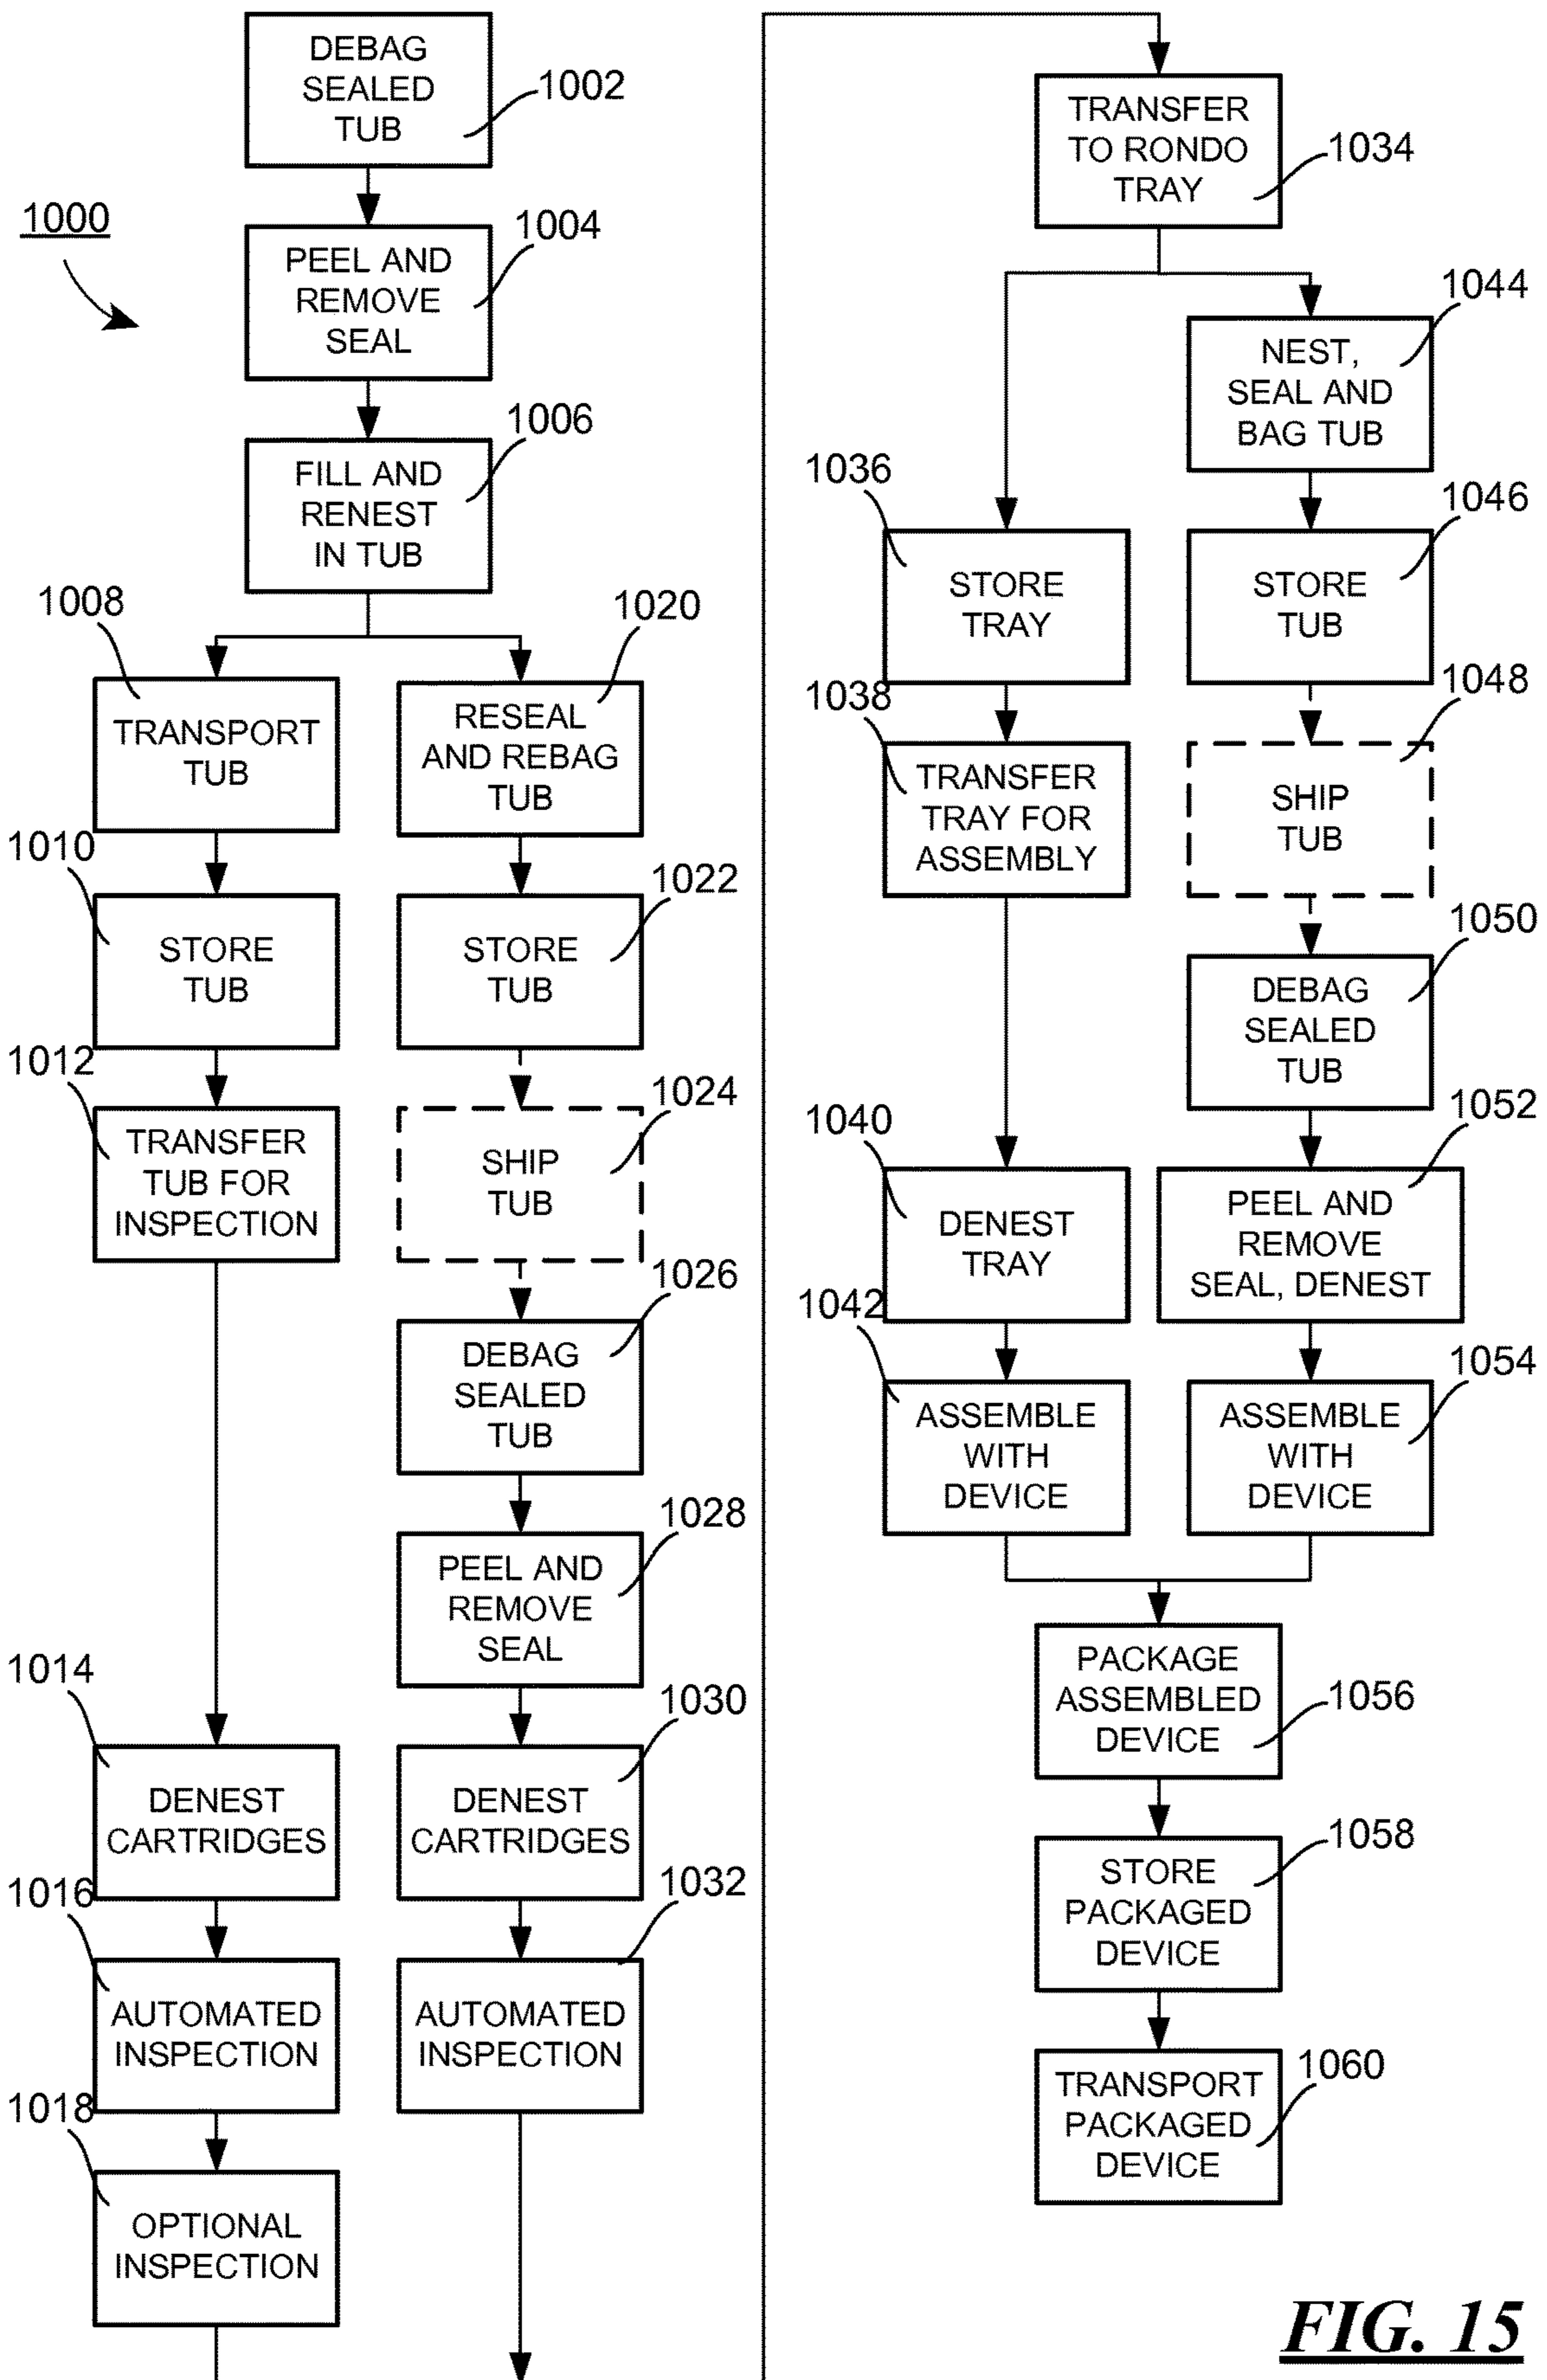 1000
DEBAG
SEALED
TUB
1002
PEEL AND
REMOVE
SEAL
1004
FILL AND
RENEST
IN TUB
1006
1008
TRANSPORT
TUB
1010
STORE
TUB
1012
TRANSFER
TUB FOR
INSPECTION
1014
DENEST
CARTRIDGES
1016
AUTOMATED
INSPECTION
1018
OPTIONAL
INSPECTION
1020
RESEAL
AND REBAG
TUB
1022
STORE
TUB
1024
SHIP
TUB
1026
DEBAG
SEALED
TUB
1028
PEEL AND
REMOVE
SEAL
1030
DENEST
CARTRIDGES
1032
AUTOMATED
INSPECTION
TRANSFER
TO RONDO
TRAY
1034
1036
STORE
TRAY
1038
TRANSFER
TRAY FOR
ASSEMBLY
1040
DENEST
TRAY
1042
ASSEMBLE
WITH
DEVICE
1044
NEST,
SEAL AND
BAG TUB
1046
STORE
TUB
1048
SHIP
TUB
1050
DEBAG
SEALED
TUB
1052
PEEL AND
REMOVE
SEAL, DENEST
1054
ASSEMBLE
WITH
DEVICE
PACKAGE
ASSEMBLED
DEVICE
1056
STORE
PACKAGED
DEVICE
1058
TRANSPORT
PACKAGED
DEVICE
1060
FIG. 15